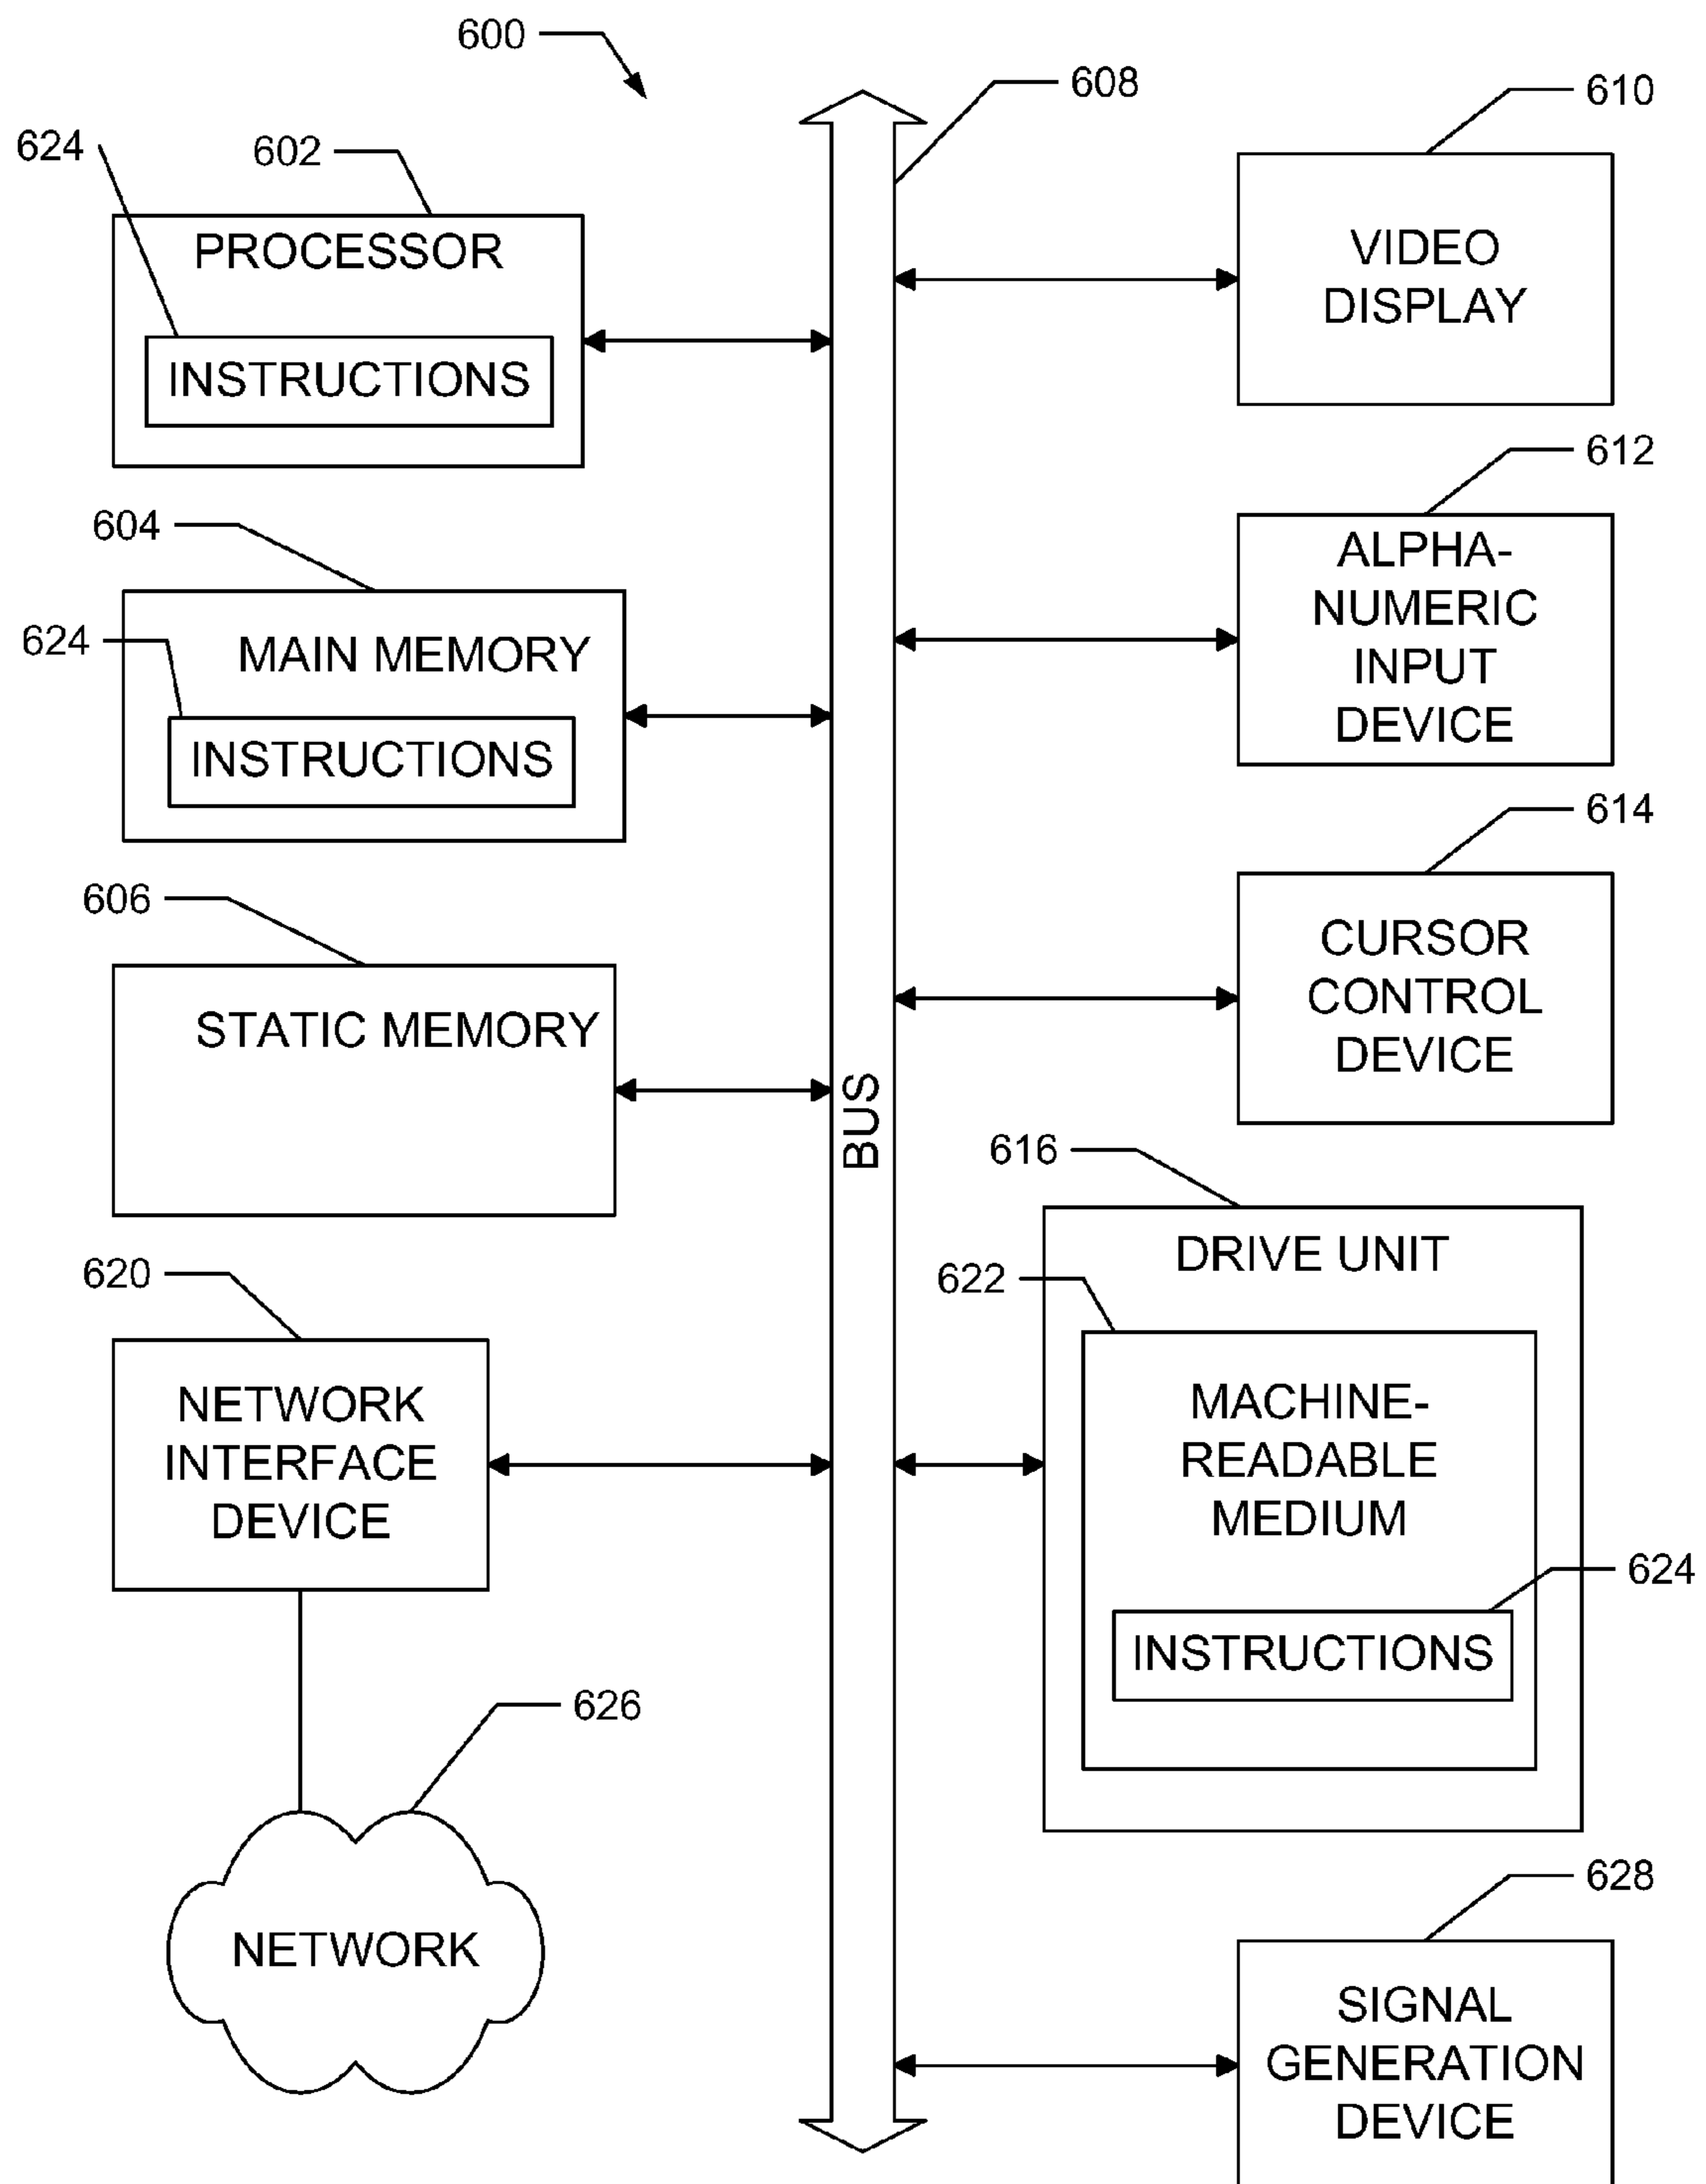 600
608
610
624
602
PROCESSOR
INSTRUCTIONS
VIDEO
DISPLAY
612
604
624
MAIN MEMORY
INSTRUCTIONS
ALPHA-
NUMERIC
INPUT
DEVICE
614
606
STATIC MEMORY
CURSOR
CONTROL
DEVICE
BUS
616
620
NETWORK
INTERFACE
DEVICE
DRIVE UNIT
622
MACHINE-
READABLE
MEDIUM
624
INSTRUCTIONS
626
NETWORK
628
SIGNAL
GENERATION
DEVICE